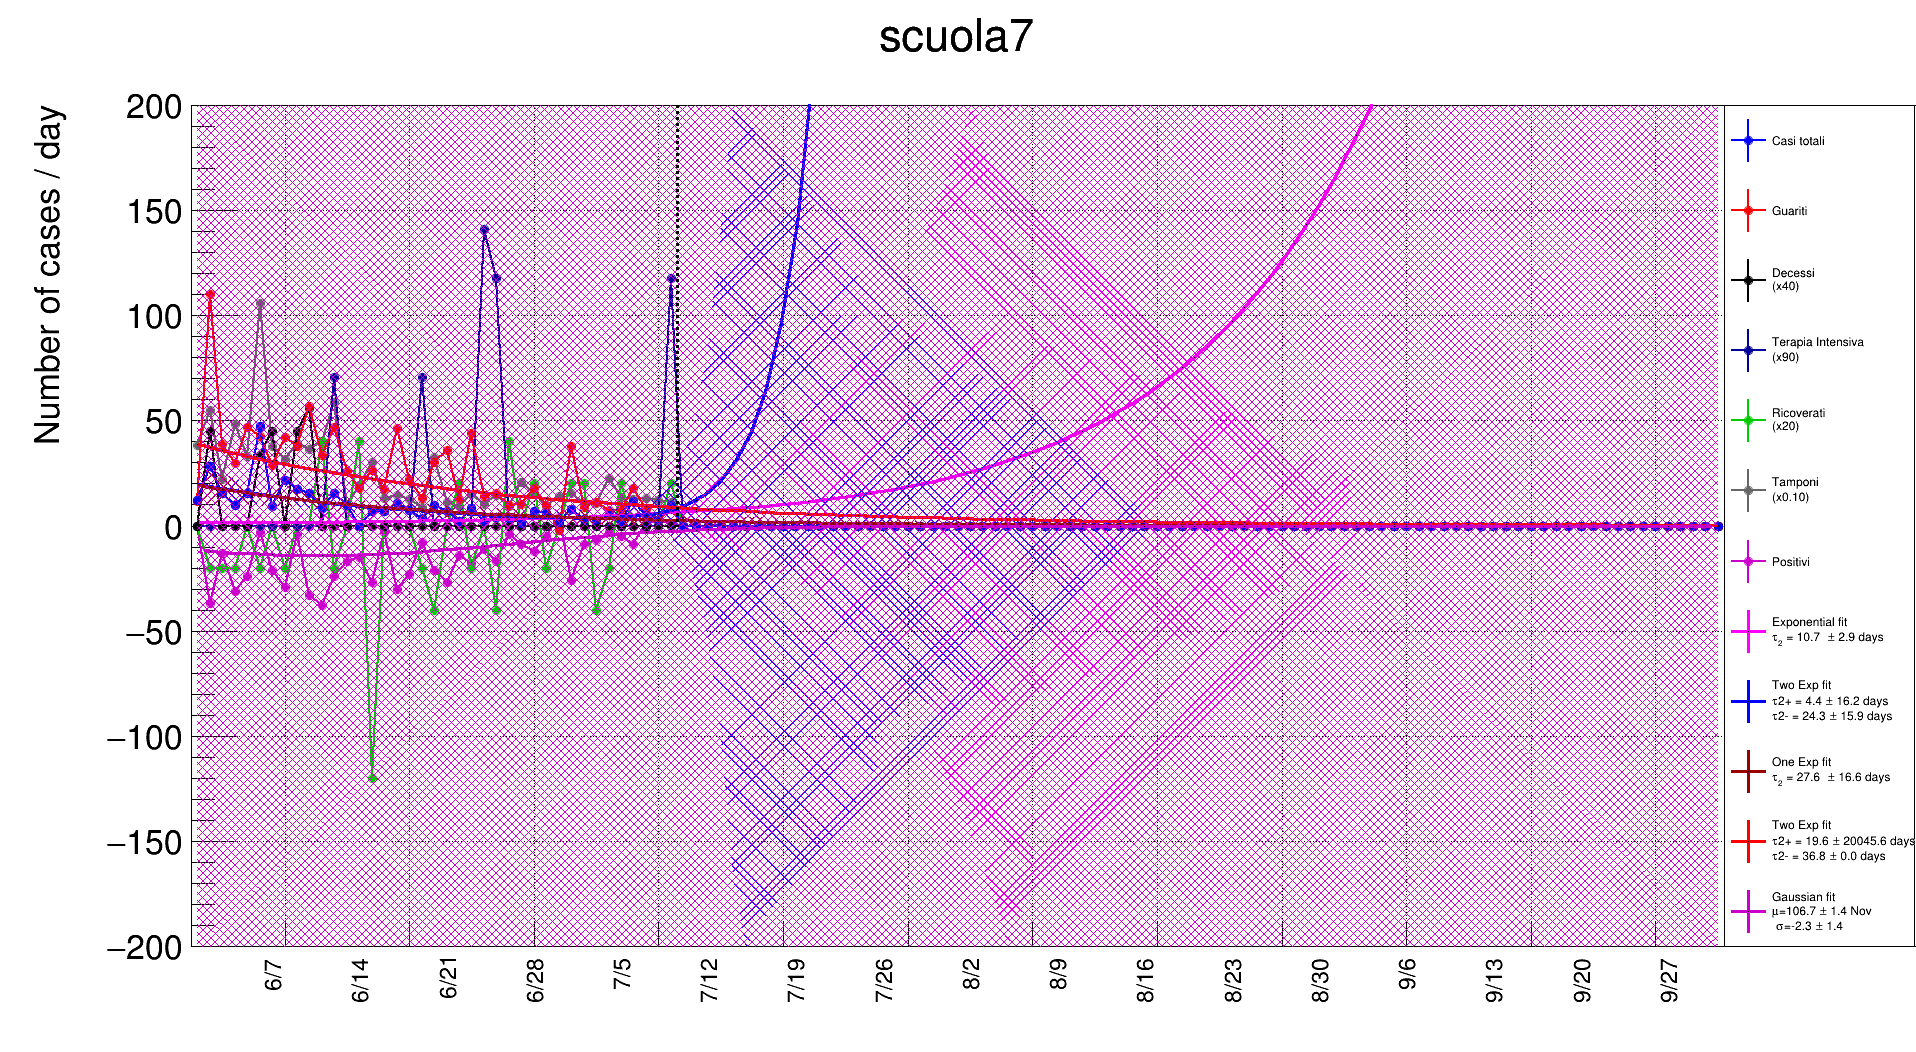 scuola7
Number of cases / day
200
150
100
50
0
−50
−100
−150
−200
6/7
6/14
6/21
6/28
7/5
7/12
7/19
7/26
8/2
8/9
8/16
8/23
8/30
9/6
9/13
9/20
9/27
Casi totali
Guariti
Decessi
(x40)
Terapia Intensiva
(x90)
Ricoverati
(x20)
Tamponi
(x0.10)
Positivi
Exponential fit
τ₂ = 10.7 ± 2.9 days
Two Exp fit
τ2+ = 4.4 ± 16.2 days
τ2- = 24.3 ± 15.9 days
One Exp fit
τ₂ = 27.6 ± 16.6 days
Two Exp fit
τ2+ = 19.6 ± 20045.6 days
τ2- = 36.8 ± 0.0 days
Gaussian fit
μ=106.7 ± 1.4 Nov
σ=-2.3 ± 1.4